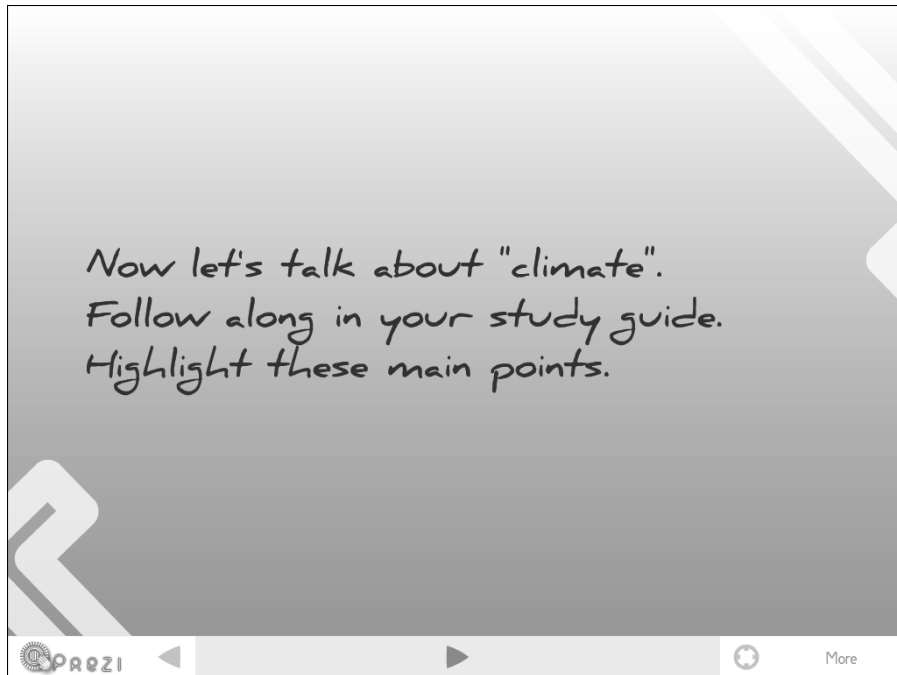 Now let's talk about "climate".
Follow along in your study guide.
Highlight these main points.
PREZI
More